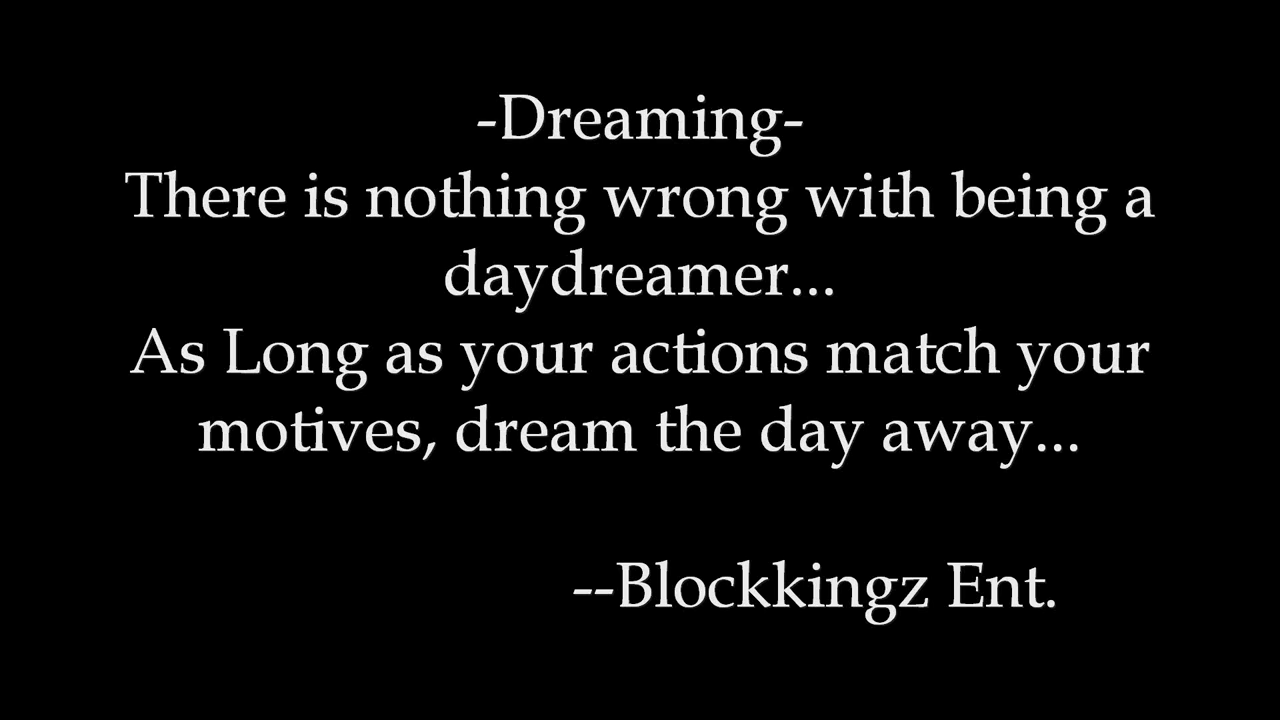 -Dreaming-
There is nothing wrong with being a
daydreamer...
As Long as your actions match your
motives, dream the day away...
--Blockkingz Ent.